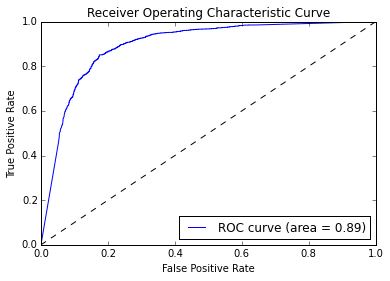 Receiver Operating Characteristic Curve
True Positive Rate
1.0
0.8
0.6
0.4
0.2
0.0
ROC curve (area = 0.89)
0.0 0.2 0.4 0.6 0.8 1.0
False Positive Rate